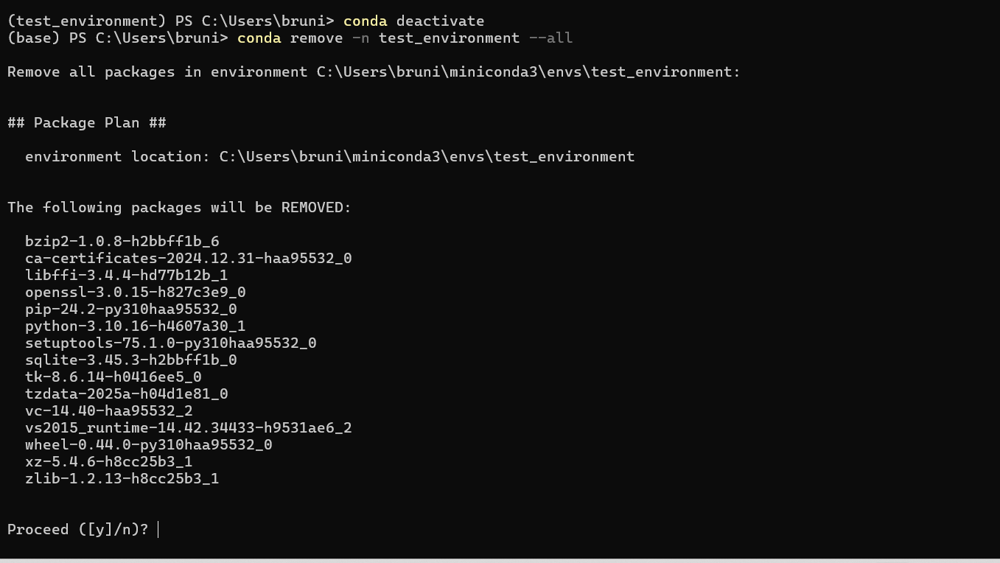 (test_environment) PS C:\Users\bruni> conda deactivate
(base) PS C:\Users\bruni> conda remove -n test_environment --all
Remove all packages in environment C:\Users\bruni\miniconda3\envs\test_environment:
## Package Plan ##
environment location: C:\Users\bruni\miniconda3\envs\test_environment
The following packages will be REMOVED:
bzip2-1.0.8-h2bbff1b_6
ca-certificates-2024.12.31-haa95532_0
libffi-3.4.4-hd77b12b_1
openssl-3.0.15-h827c3e9_0
pip-24.2-py310haa95532_0
python-3.10.16-h4607a30_1
setuptools-75.1.0-py310haa95532_0
sqlite-3.45.3-h2bbff1b_0
tk-8.6.14-h0416ee5_0
tzdata-2025a-h04d1e81_0
vc-14.40-haa95532_2
vs2015_runtime-14.42.34433-h9531ae6_2
wheel-0.44.0-py310haa95532_0
xz-5.4.6-h8cc25b3_1
zlib-1.2.13-h8cc25b3_1
Proceed ([y]/n)?